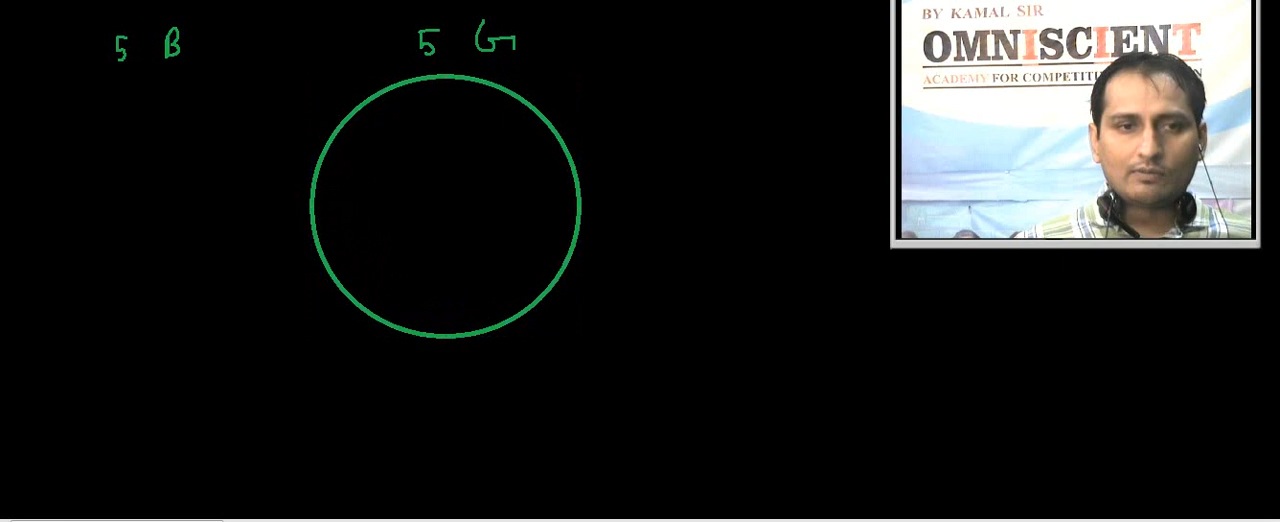 5 B 5 G
BY KAMAL SIR
OMNISCIENT
ACADEMY FOR COMPETITI